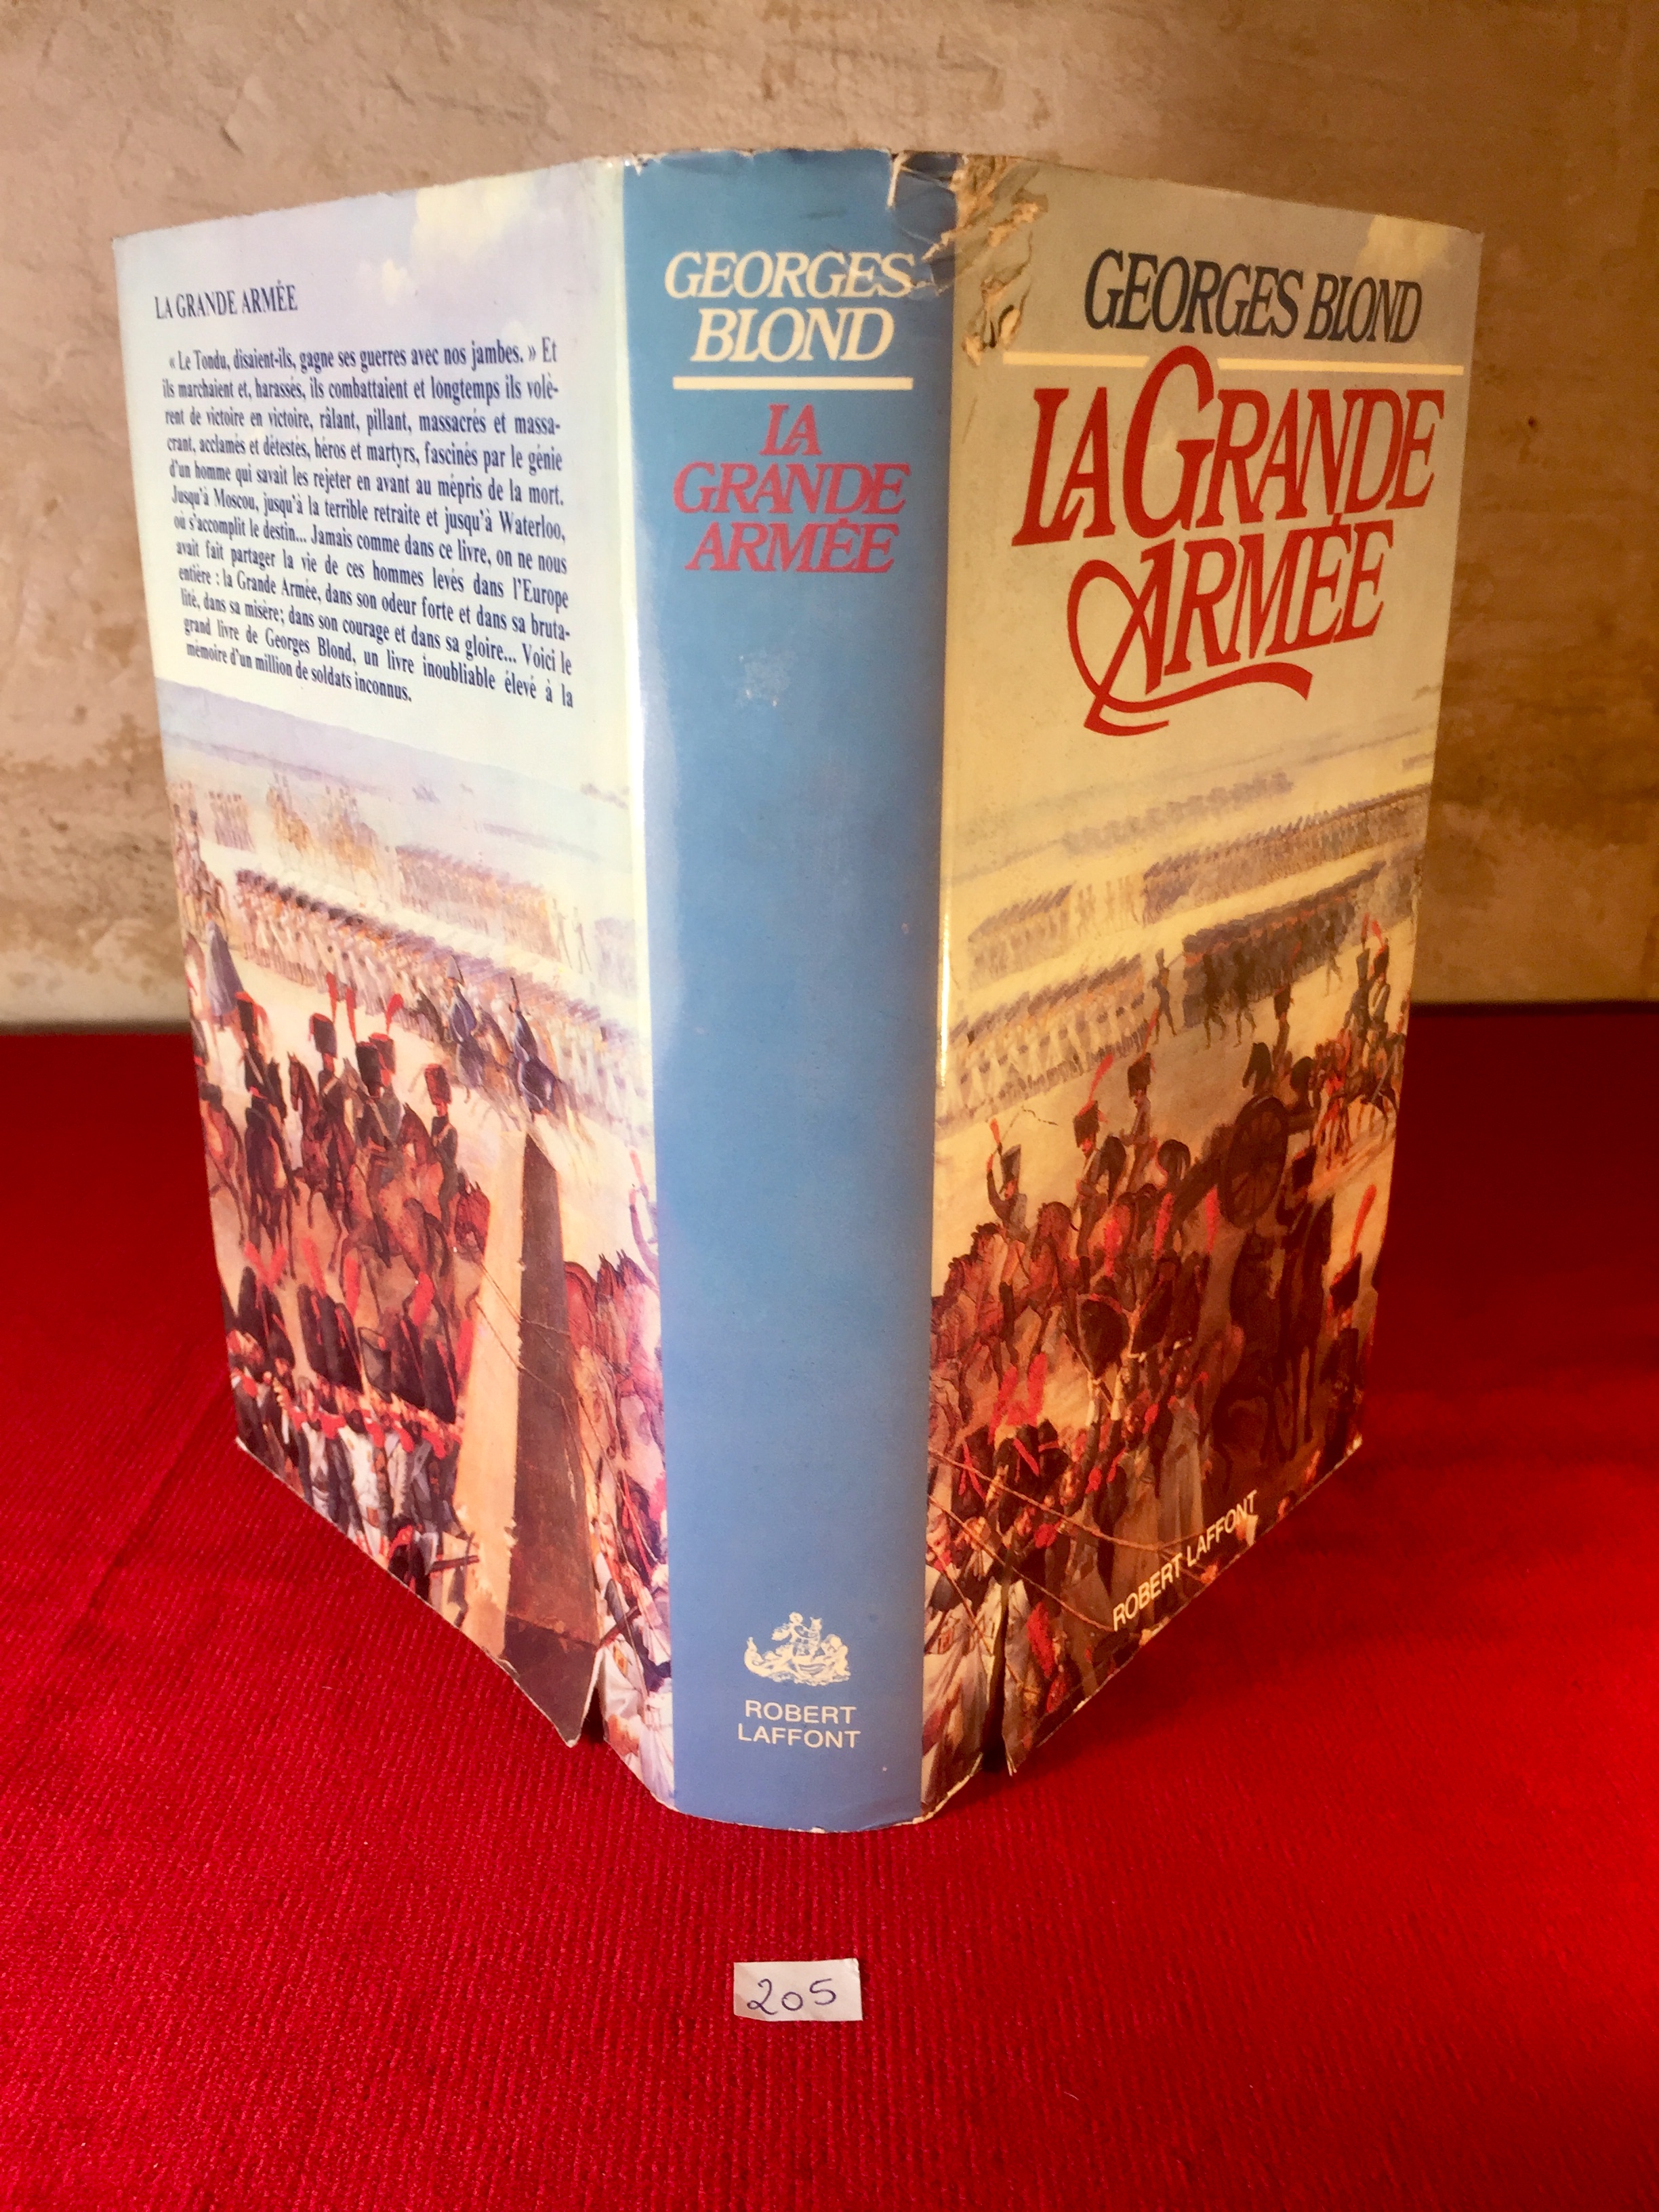 LA GRANDE ARMÉE
« Le Tondu, disaient-ils, gagne ses guerres avec nos jambes. » Et
ils marchaient et, harassés, ils combattaient et longtemps ils volè-
rent de victoire en victoire, râlant, pillant, massacrés et massa-
crant, acclamés et détestés, héros et martyrs, fascinés par le génie
d'un homme qui savait les rejeter en avant au mépris de la mort.
Jusqu'à Moscou, jusqu'à la terrible retraite et jusqu'à Waterloo,
où s'accomplit le destin... Jamais comme dans ce livre, on ne nous
avait fait partager la vie de ces hommes levés dans l'Europe
entière : la Grande Armée, dans son odeur forte et dans sa bruta-
lité, dans sa misère; dans son courage et dans sa gloire... Voici le
grand livre de Georges Blond, un livre inoubliable élevé à la
mémoire d'un million de soldats inconnus.
GEORGES
BLOND
LA
GRANDE
ARMÉE
ROBERT
LAFFONT
GEORGES BLOND
LA GRANDE
ARMÉE
ROBERT LAFFONT
205